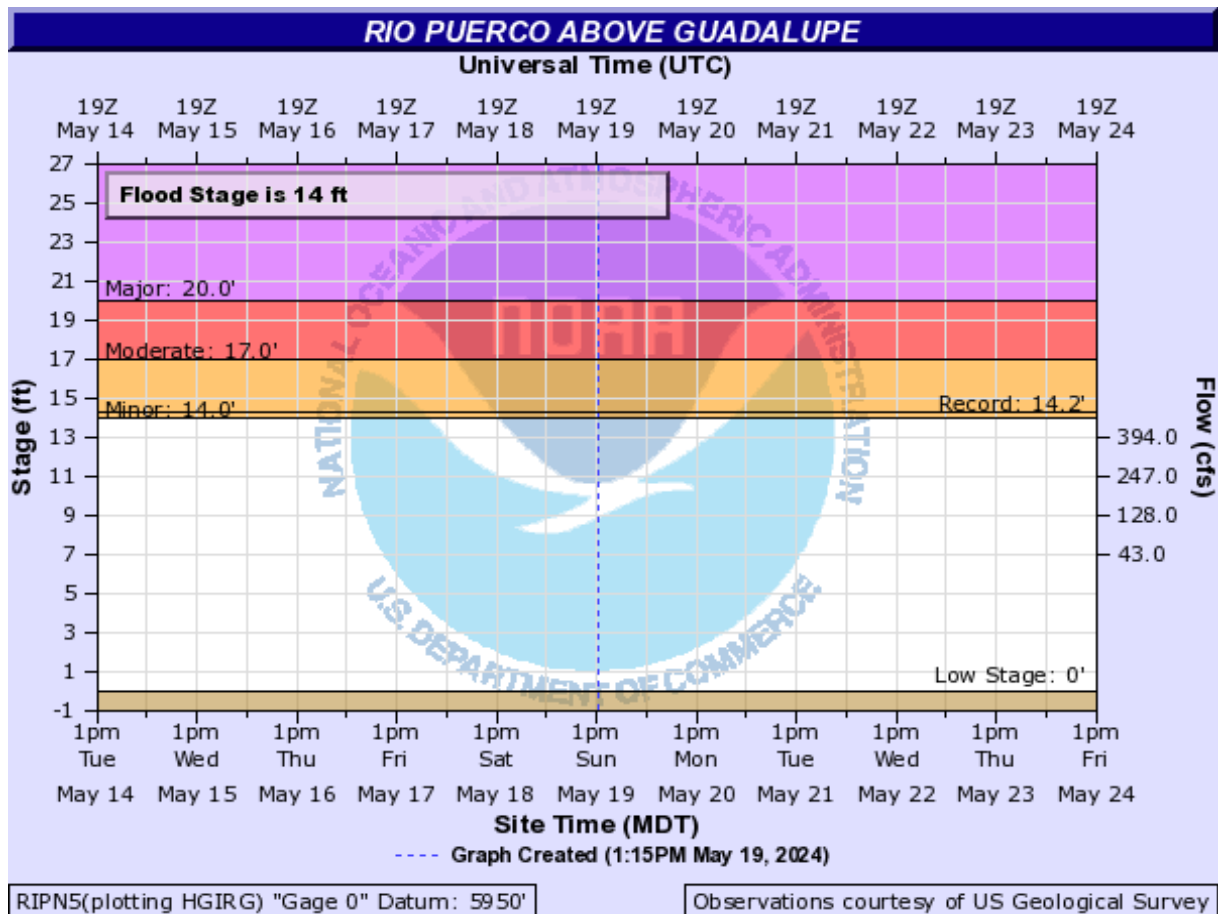 RIO PUERCO ABOVE GUADALUPE
Universal Time (UTC)
19Z 19Z 19Z 19Z 19Z 19Z 19Z 19Z 19Z 19Z 19Z
May 14 May 15 May 16 May 17 May 18 May 19 May 20 May 21 May 22 May 23 May 24
27
Flood Stage is 14 ft
25
23
21
Major: 20.0'
19
Moderate: 17.0'
17
15
Minor: 14.0' Record: 14.2'
13 394.0
11 247.0
9 128.0
7 43.0
5
3
1
Low Stage: 0'
-1
Stage (ft)
Flow (cfs)
NATIONAL OCEANIC AND ATMOSPHERIC ADMINISTRATION
NOAA
U.S. DEPARTMENT OF COMMERCE
1pm 1pm 1pm 1pm 1pm 1pm 1pm 1pm 1pm 1pm 1pm
Tue Wed Thu Fri Sat Sun Mon Tue Wed Thu Fri
May 14 May 15 May 16 May 17 May 18 May 19 May 20 May 21 May 22 May 23 May 24
Site Time (MDT)
---- Graph Created (1:15PM May 19, 2024)
RIPN5(plotting HGIRG) "Gage 0" Datum: 5950' Observations courtesy of US Geological Survey